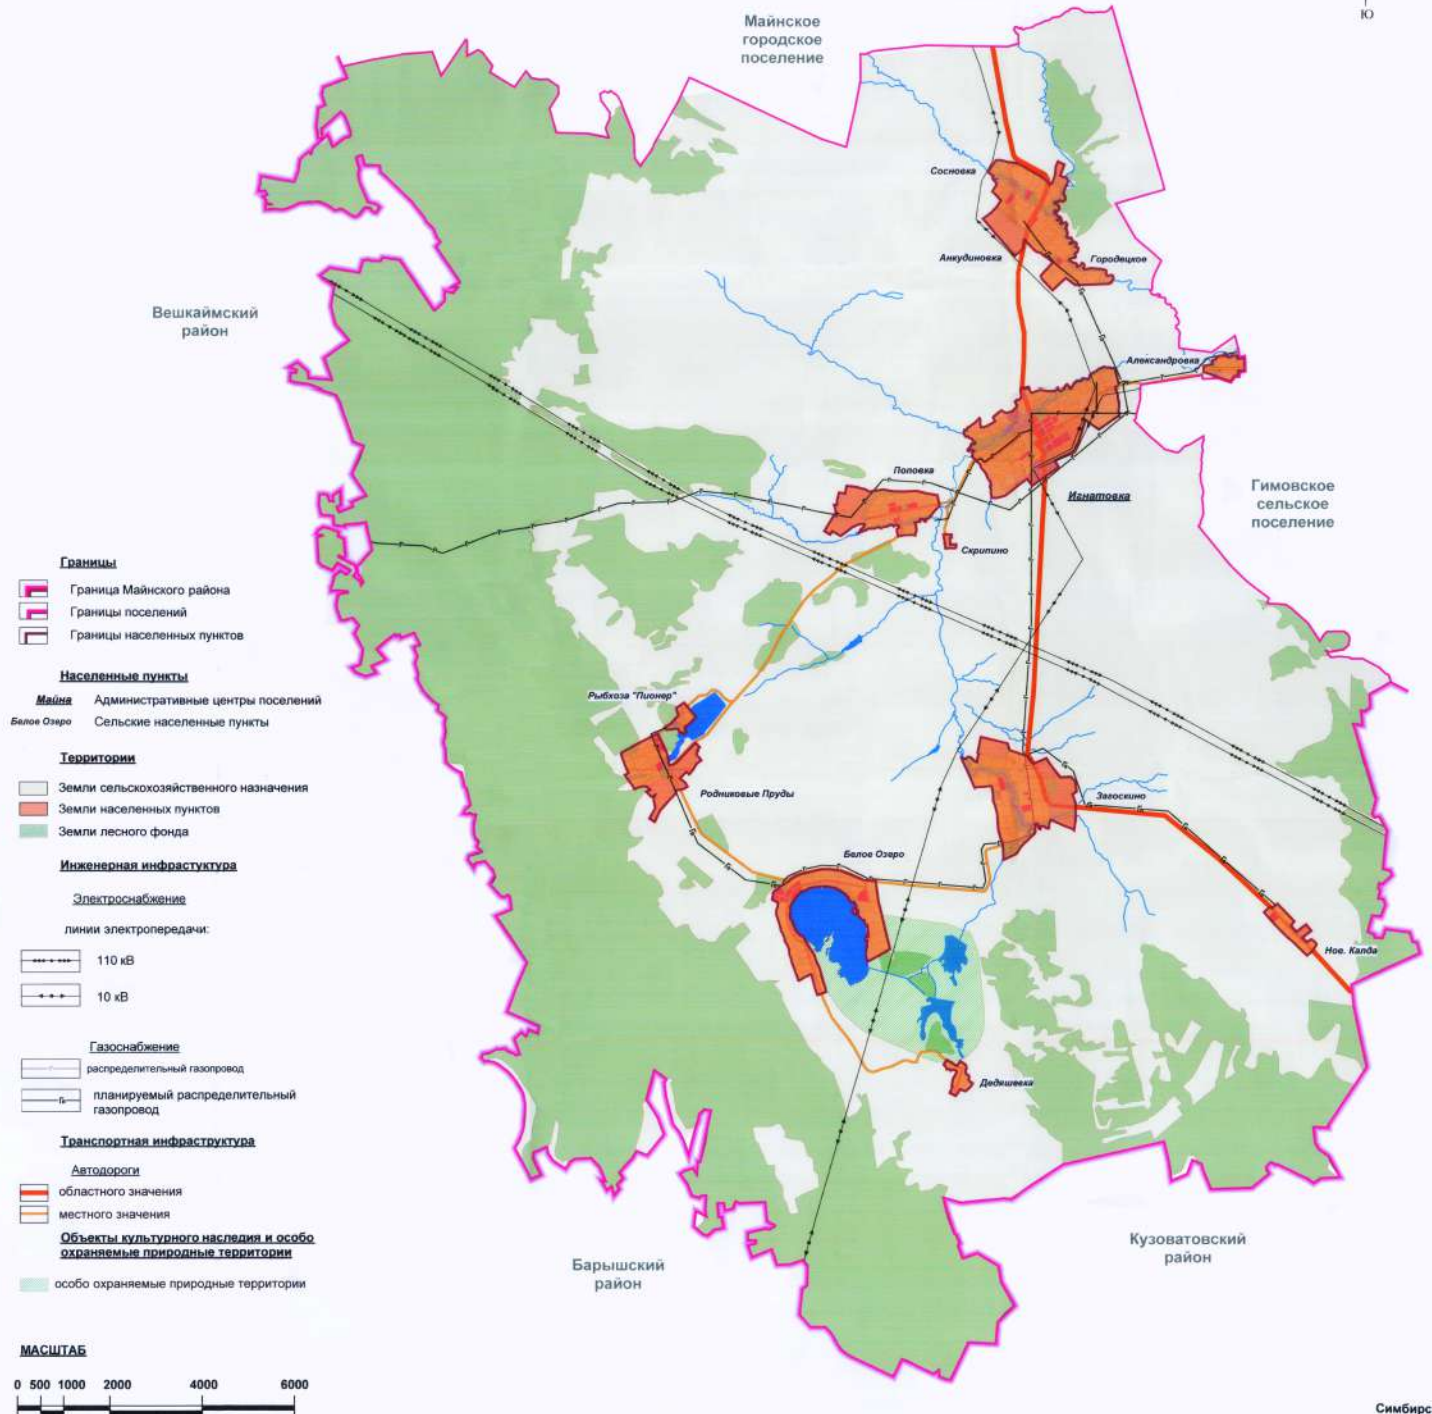 Ю
Майнское
городское
поселение
Сосновка
Анкудиновка
Городецкое
Вешкаймский
район
Александровка
Поповка
Игнатовка
Гимовское
сельское
поселение
Скрипино
Границы
Граница Майнского района
Границы поселений
Границы населенных пунктов
Населенные пункты
Майна Административные центры поселений
Белое Озеро Сельские населенные пункты
Рыбхоза "Пионер"
Территории
Земли сельскохозяйственного назначения
Земли населенных пунктов
Земли лесного фонда
Родниковые Пруды
Загоскино
Белое Озеро
Инженерная инфрастуктура
Электроснабжение
линии электропередачи:
110 кВ
10 кВ
Нов. Калда
Газоснабжение
распределительный газопровод
планируемый распределительный
газопровод
Дедяшевка
Транспортная инфраструктура
Автодороги
областного значения
местного значения
Объекты культурного наследия и особо
охраняемые природные территории
особо охраняемые природные территории
Барышский
район
Кузоватовский
район
МАСШТАБ
0 500 1000 2000 4000 6000
Симбирс